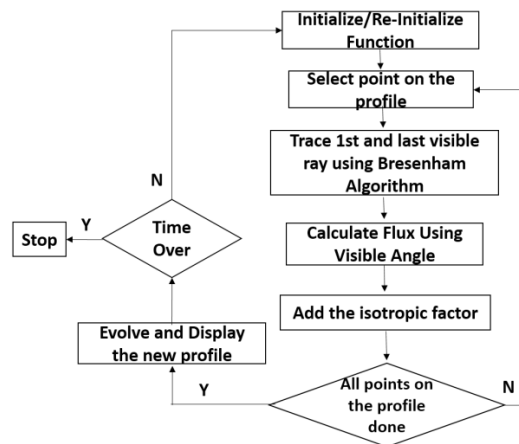 Initialize/Re-Initialize
Function
Select point on the
profile
Trace 1st and last visible
ray using Bresenham
Algorithm
Calculate Flux Using
Visible Angle
Add the isotropic factor
All points on
the profile
done
N
Y
Evolve and Display
the new profile
Time
Over
N
Y
Stop